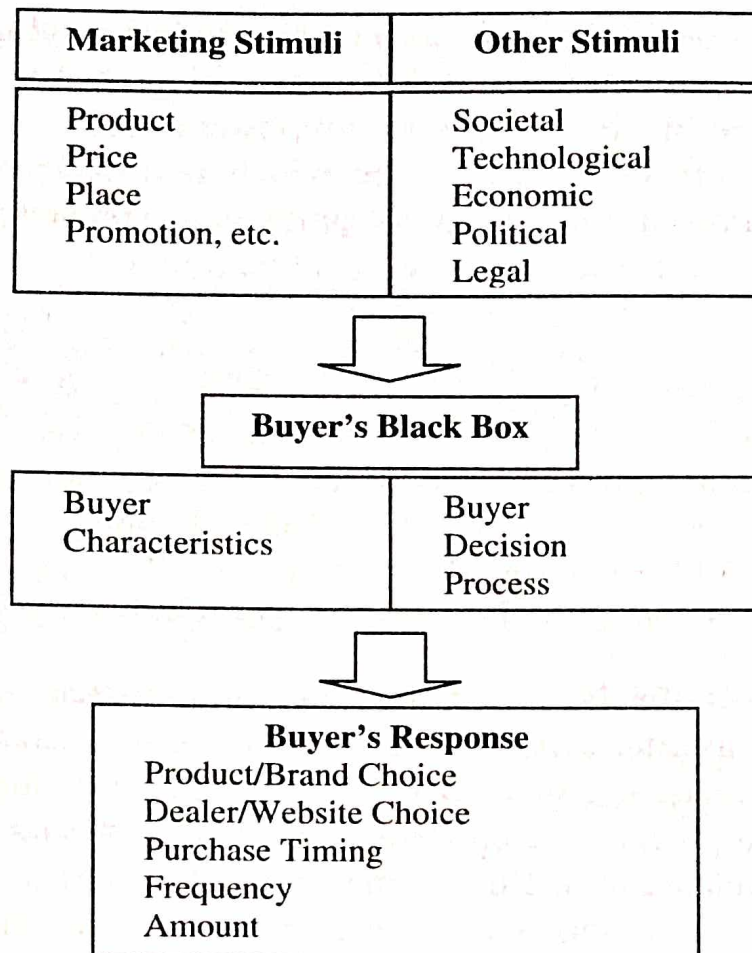 Marketing Stimuli
Other Stimuli
Product
Price
Place
Promotion, etc.
Societal
Technological
Economic
Political
Legal
Buyer's Black Box
Buyer
Characteristics
Buyer
Decision
Process
Buyer's Response
Product/Brand Choice
Dealer/Website Choice
Purchase Timing
Frequency
Amount